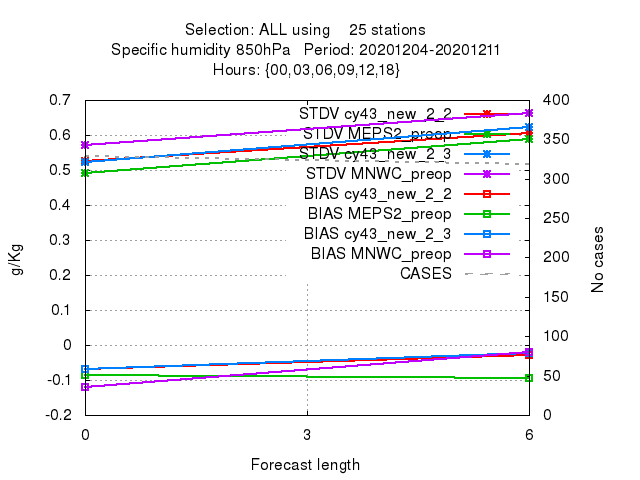 Selection: ALL using 25 stations
Specific humidity 850hPa Period: 20201204-20201211
Hours: {00,03,06,09,12,18}
0.7
0.6
0.5
0.4
0.3
0.2
0.1
0
-0.1
-0.2
400
350
300
250
200
150
100
50
0
STDV cy43_new_2_2
STDV MEPS2_preop
STDV cy43_new_2_3
STDV MNWC_preop
BIAS cy43_new_2_2
BIAS MEPS2_preop
BIAS cy43_new_2_3
BIAS MNWC_preop
CASES
g/Kg
No cases
0 3 6
Forecast length